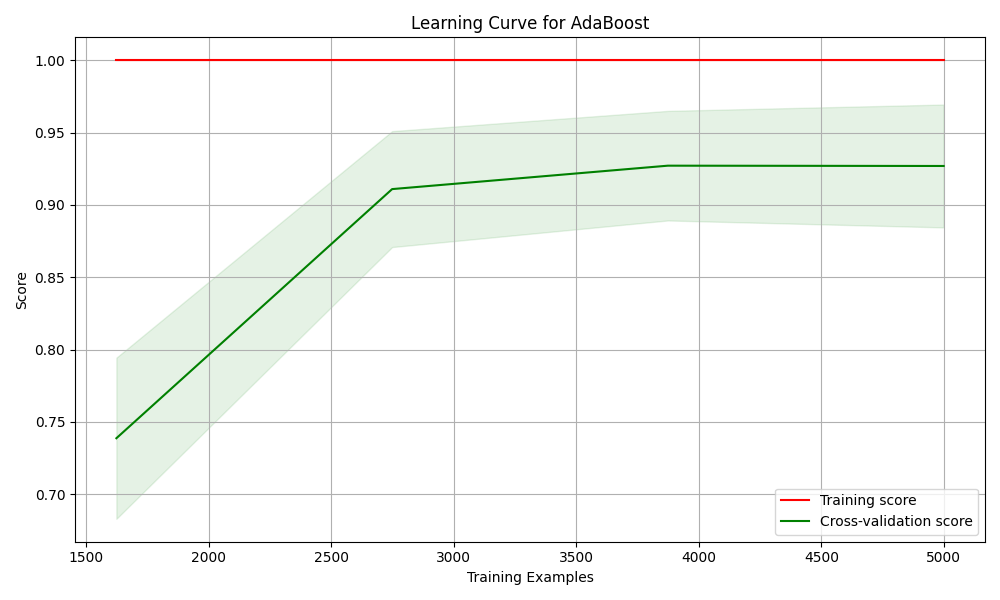 Learning Curve for AdaBoost
Score
1.00
0.95
0.90
0.85
0.80
0.75
0.70
1500 2000 2500 3000 3500 4000 4500 5000
Training Examples
Training score
Cross-validation score